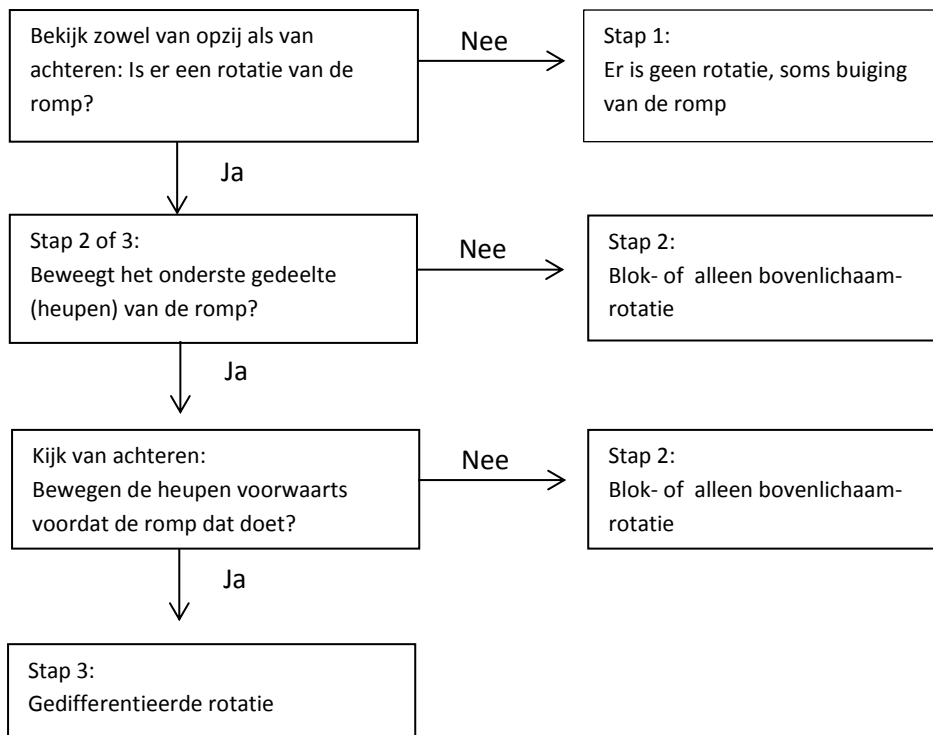 Bekijk zowel van opzij als van
achteren: Is er een rotatie van de
romp?
Nee
Stap 1:
Er is geen rotatie, soms buiging
van de romp
Ja
Stap 2 of 3:
Beweegt het onderste gedeelte
(heupen) van de romp?
Nee
Stap 2:
Blok- of alleen bovenlichaam-
rotatie
Ja
Kijk van achteren:
Bewegen de heupen voorwaarts
voordat de romp dat doet?
Nee
Stap 2:
Blok- of alleen bovenlichaam-
rotatie
Ja
Stap 3:
Gedifferentieerde rotatie